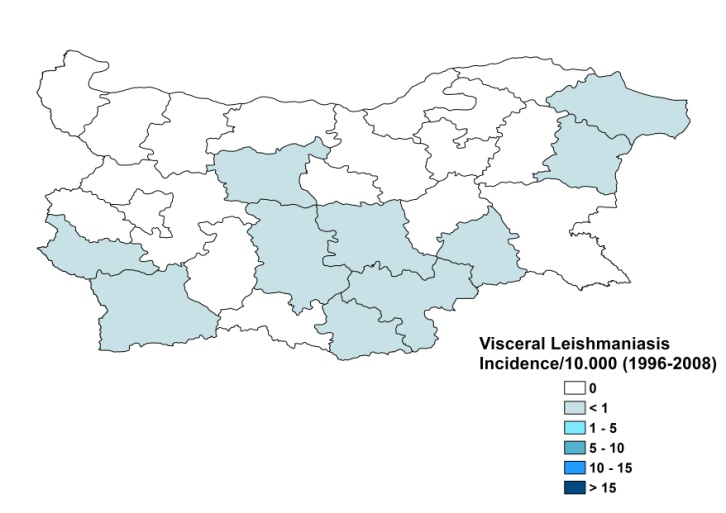 Visceral Leishmaniasis
Incidence/10.000 (1996-2008)
0
< 1
1 - 5
5 - 10
10 - 15
> 15